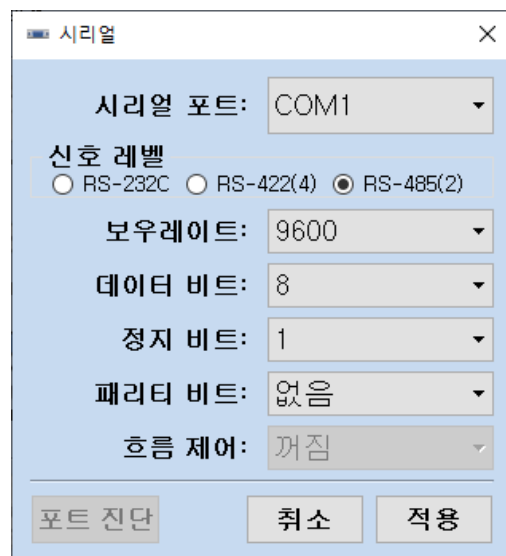 시리얼
시리얼 포트: COM1
신호 레벨
RS-232C RS-422(4) RS-485(2)
보우레이트: 9600
데이터 비트: 8
정지 비트: 1
패리티 비트: 없음
흐름 제어: 꺼짐
포트 진단 취소 적용